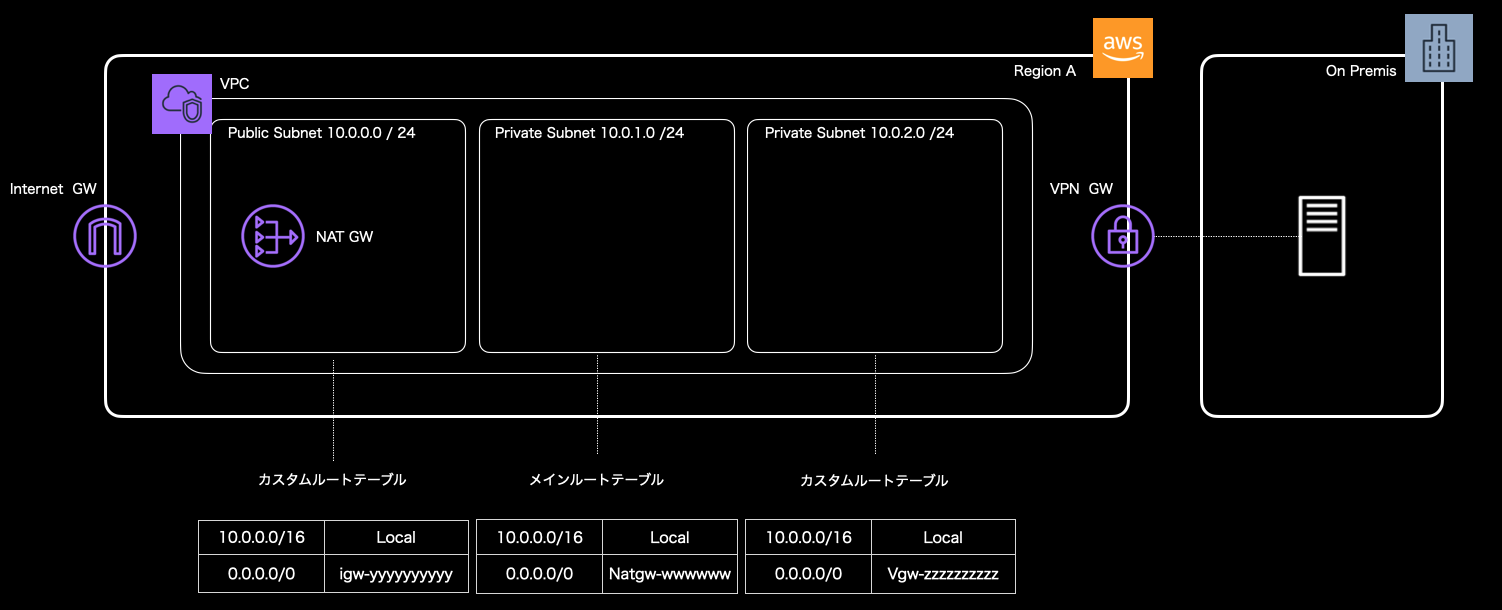 aws
Region A
On Premis
VPC
Public Subnet 10.0.0.0 / 24
Private Subnet 10.0.1.0 /24
Private Subnet 10.0.2.0 /24
Internet GW
VPN GW
NAT GW
カスタムルートテーブル
メインルートテーブル
カスタムルートテーブル
10.0.0.0/16 Local
0.0.0.0/0 igw-yyyyyyyyyy
10.0.0.0/16 Local
0.0.0.0/0 Natgw-wwwwww
10.0.0.0/16 Local
0.0.0.0/0 Vgw-zzzzzzzzzz